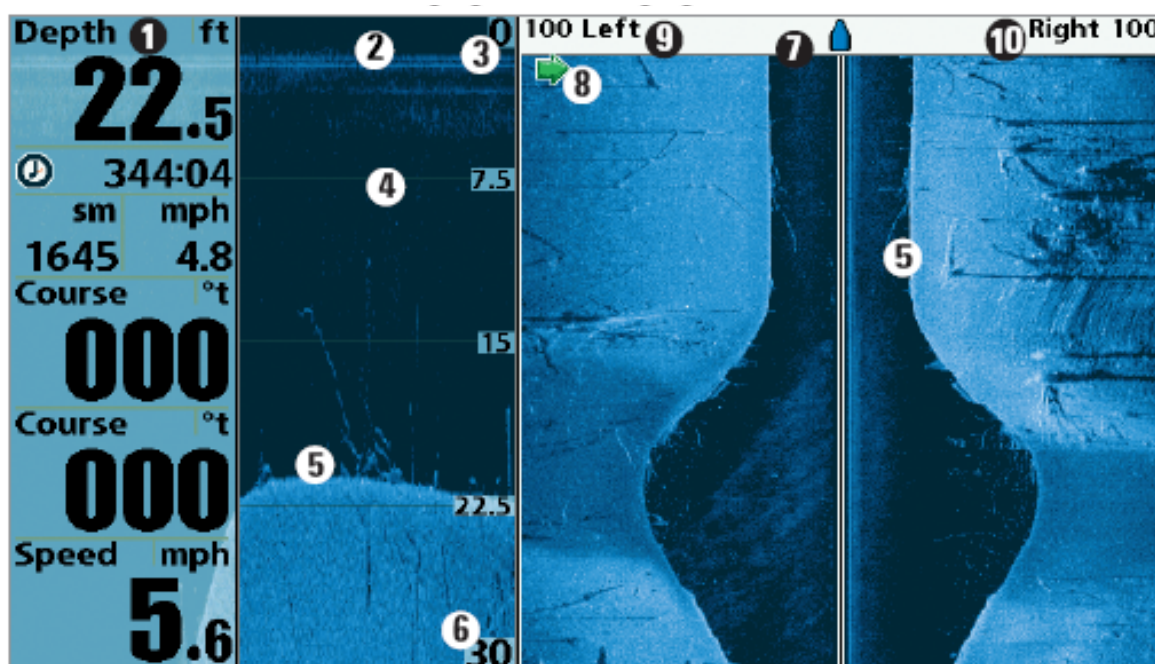 Depth 1 ft
22.5
344:04
sm mph
1645 4.8
Course °t
000
Course °t
000
Speed mph
5.6
2
3
0
4
7.5
15
5
22.5
6
30
100 Left 9
7
10 Right 100
8
5